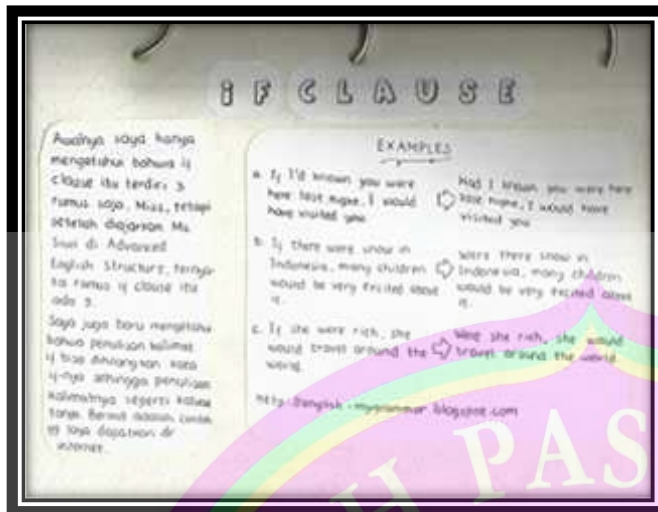 IF CLAUSE
Awalnya saya hanya
mengetahui bahwa if
clause itu terdiri 3
rumus saja. Miss, tetapi
setelah diajarkan Ms.
di Advanced
English Structure, ternya-
ta rumus if clause itu
ada
Saya juga baru mengetahui
bahwa penulisan kalimat
if bisa dihilangkan kata
if-nya sehingga penulisan
kalimatnya seperti kalimat
tanya. Berikut adalah contoh
yg saya dapatkan dr
internet.
EXAMPLES
a. If I'd known you were
here last night, I would
have visited you
Had I known you were here
last night, I would have
visited you
b. If there were snow in
Indonesia, many children
would be very excited about
it.
Were there snow in
Indonesia, many children
would be very excited about
it.
c. If she were rich, she
would travel around the
world.
Were she rich, she would
travel around the world.
http://english-mygrammar.blogspot.com
H PAS